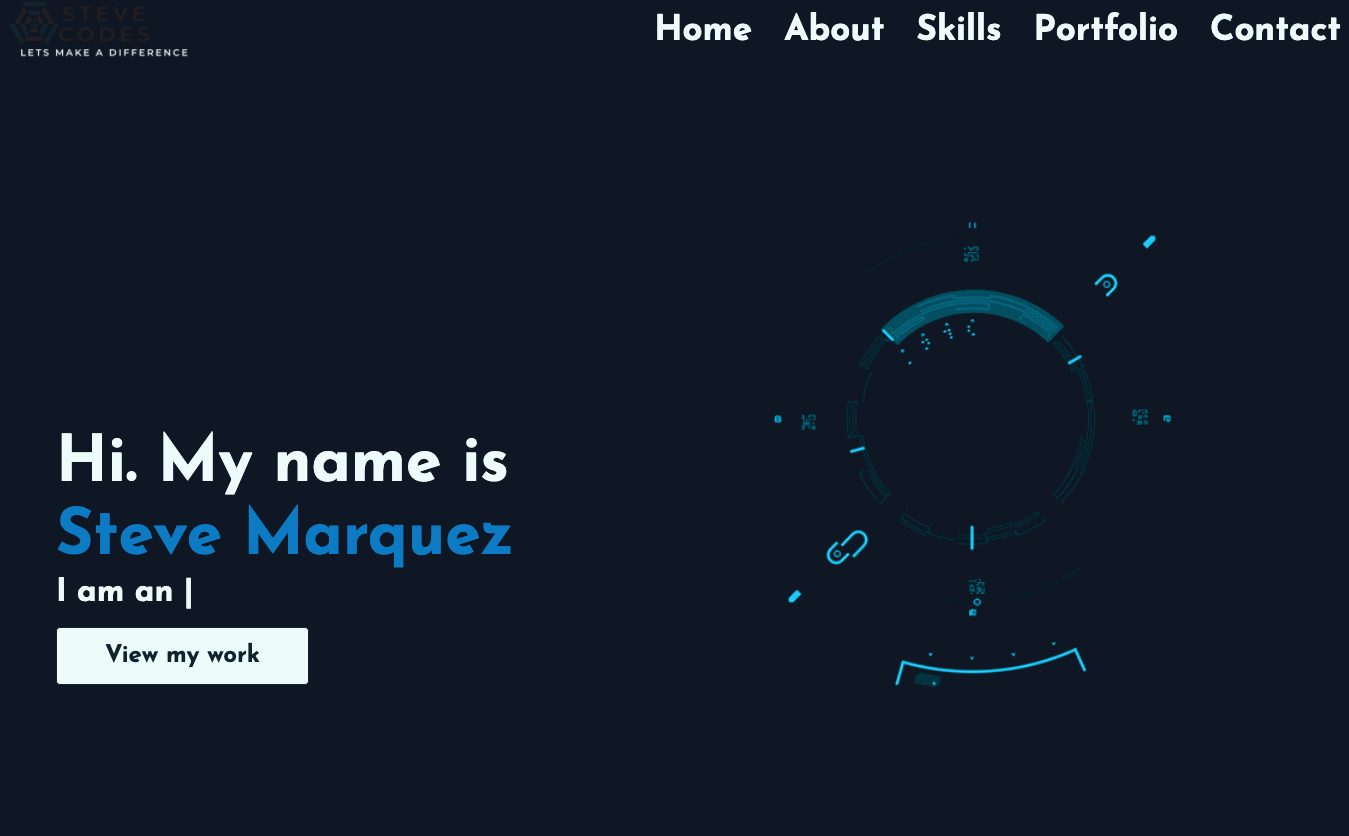 STEVE
CODES
LETS MAKE A DIFFERENCE
Home About Skills Portfolio Contact
Hi. My name is
Steve Marquez
I am an |
View my work